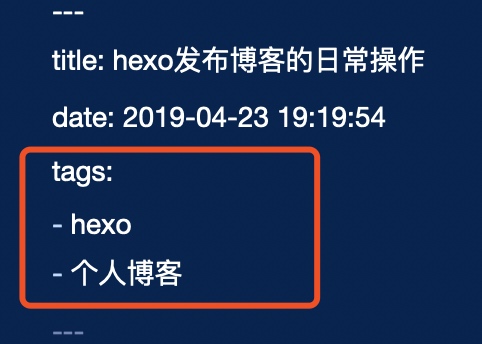 ---
title: hexo发布博客的日常操作
date: 2019-04-23 19:19:54
tags:
- hexo
- 个人博客
---